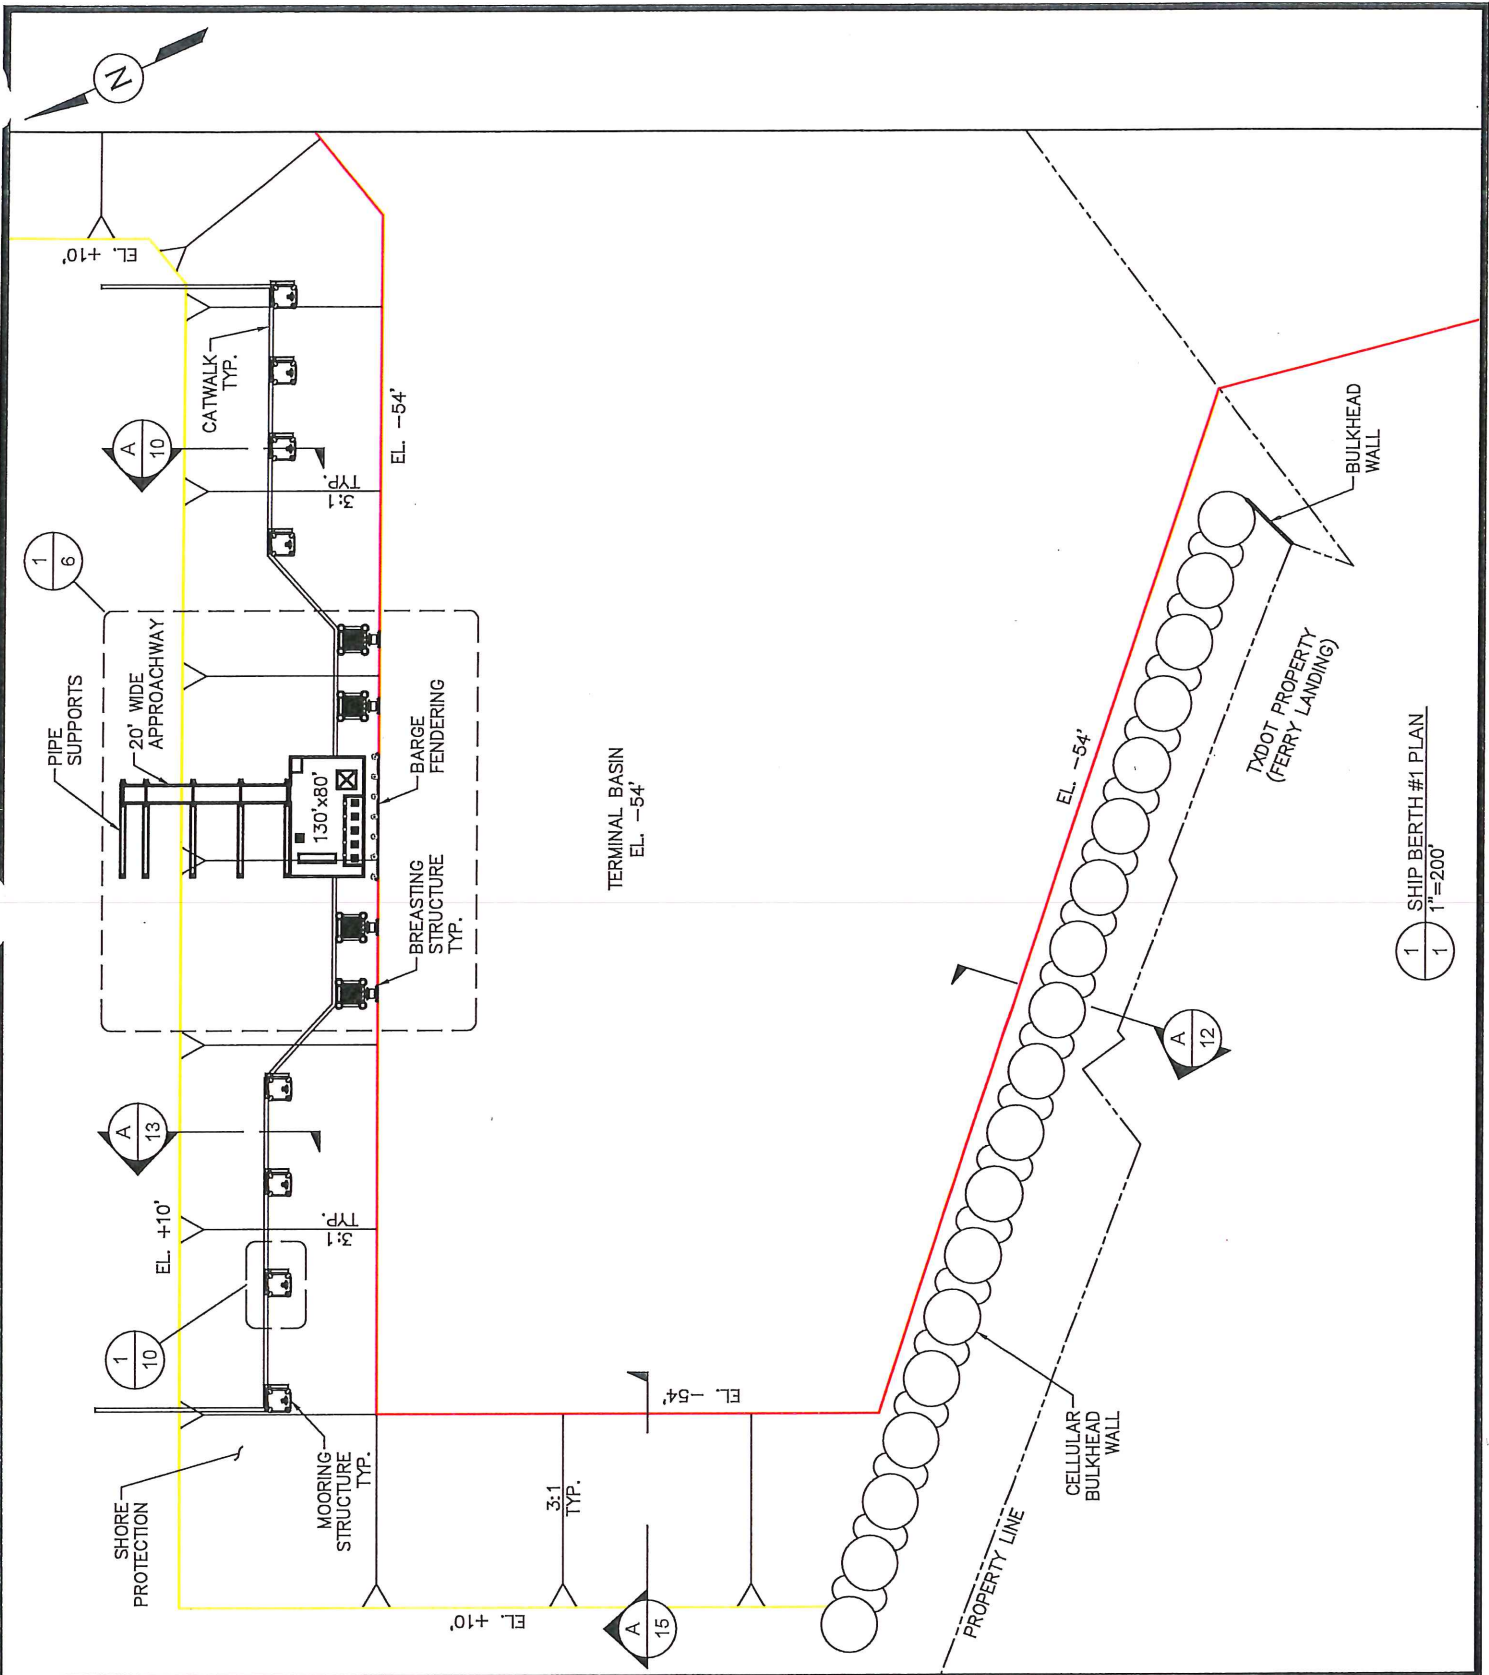 N
EL. +10'
CATWALK
TYP.
A
10
3:1
TYP.
EL. -54'
1
6
PIPE
SUPPORTS
20' WIDE
APPROACHWAY
130'x80'
BARGE
FENDERING
BREASTING
STRUCTURE
TYP.
A
13
EL. +10'
3:1
TYP.
1
10
MOORING
STRUCTURE
TYP.
SHORE
PROTECTION
TERMINAL BASIN
EL. -54'
EL. -54'
3:1
TYP.
EL. +10'
A
15
EL. -54'
BULKHEAD
WALL
TXDOT PROPERTY
(FERRY LANDING)
A
12
CELLULAR
BULKHEAD
WALL
PROPERTY LINE
1
1
SHIP BERTH #1 PLAN
1"=200'